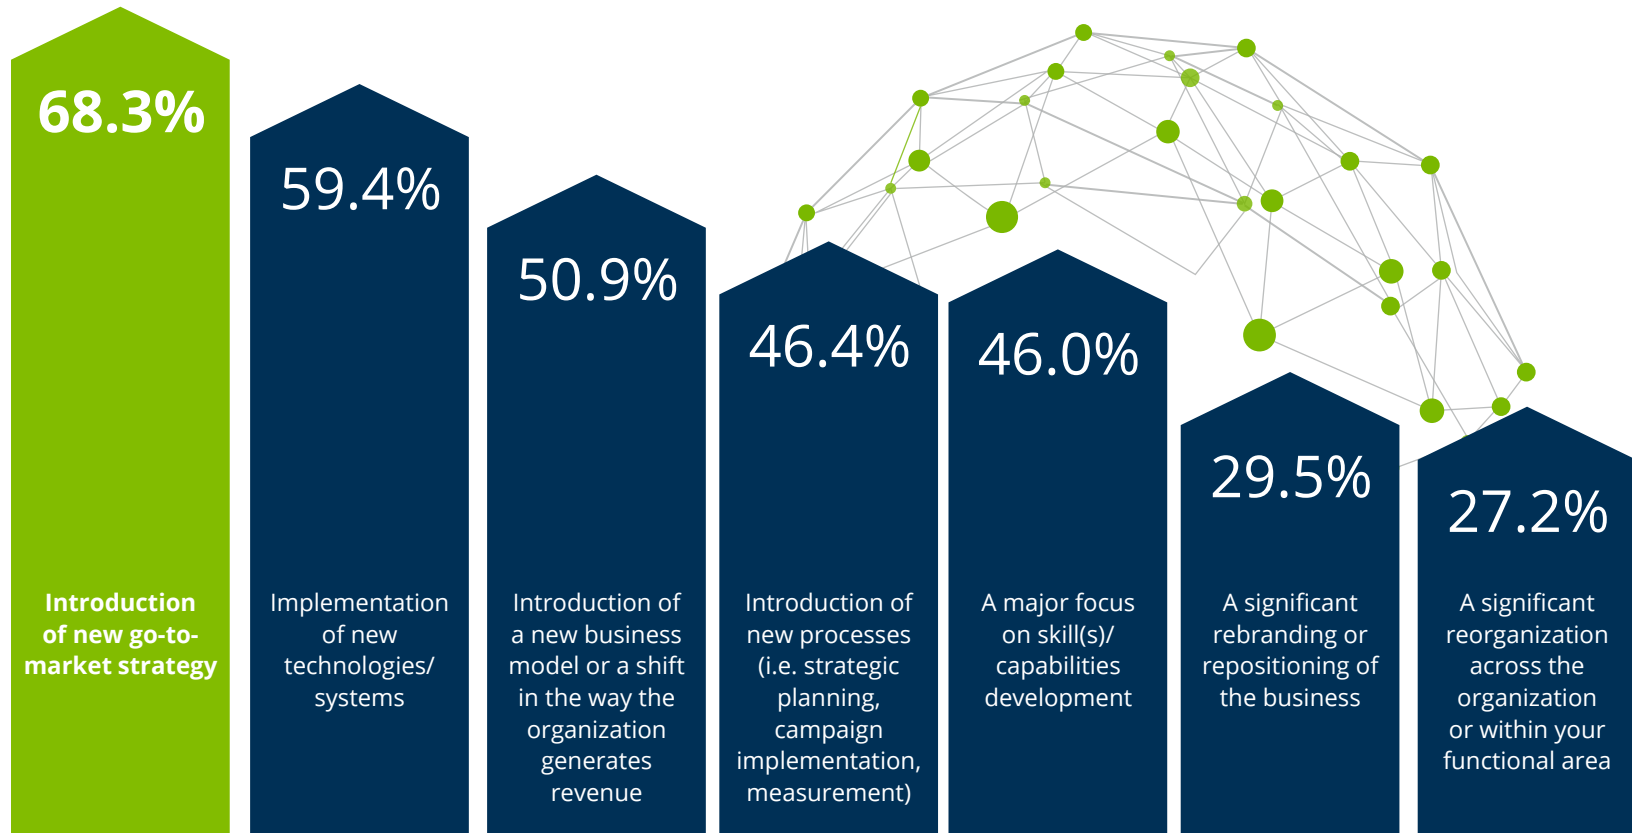 68.3%
Introduction
of new go-to-
market strategy
59.4%
Implementation
of new
technologies/
systems
50.9%
Introduction of
a new business
model or a shift
in the way the
organization
generates
revenue
46.4%
Introduction of
new processes
(i.e. strategic
planning,
campaign
implementation,
measurement)
46.0%
A major focus
on skill(s)/
capabilities
development
29.5%
A significant
rebranding or
repositioning of
the business
27.2%
A significant
reorganization
across the
organization
or within your
functional area